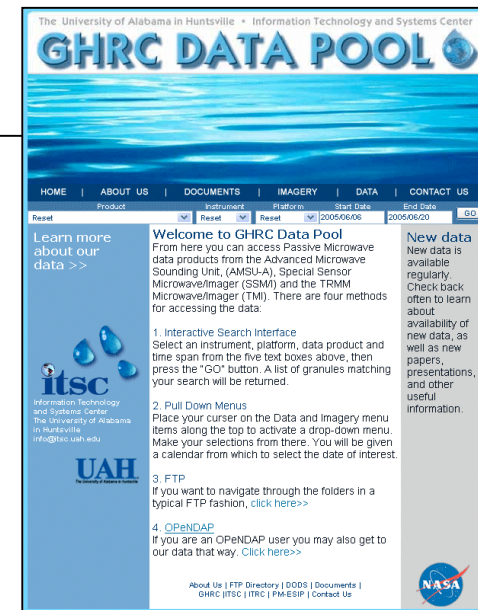 The University of Alabama in Huntsville • Information Technology and Systems Center
GHRC DATA POOL
HOME | ABOUT US | DOCUMENTS | IMAGERY | DATA | CONTACT US
Product Instrument Platform Start Date End Date
Reset Reset Reset 2005/06/06 2005/06/20 GO
Learn more
about our
data >>
itsc
Information Technology
and Systems Center
The University of Alabama
in Huntsville
info@itsc.uah.edu
UAH
The University of Alabama in Huntsville
Welcome to GHRC Data Pool
From here you can access Passive Microwave
data products from the Advanced Microwave
Sounding Unit, (AMSU-A), Special Sensor
Microwave/Imager (SSM/I) and the TRMM
Microwave/Imager (TMI). There are four methods
for accessing the data:
1. Interactive Search Interface
Select an instrument, platform, data product and
time span from the five text boxes above, then
press the "GO" button. A list of granules matching
your search will be returned.
2. Pull Down Menus
Place your curser on the Data and Imagery menu
items along the top to activate a drop-down menu.
Make your selections from there. You will be given
a calendar from which to select the date of interest.
3. FTP
If you want to navigate through the folders in a
typical FTP fashion, click here>>
4. OPeNDAP
If you are an OPeNDAP user you may also get to
our data that way. Click here>>
About Us | FTP Directory | DODS | Documents |
GHRC |ITSC | ITRC | PM-ESIP | Contact Us
New data
New data is
available
regularly.
Check back
often to learn
about
availability of
new data, as
well as new
papers,
presentations,
and other
useful
information.
NASA